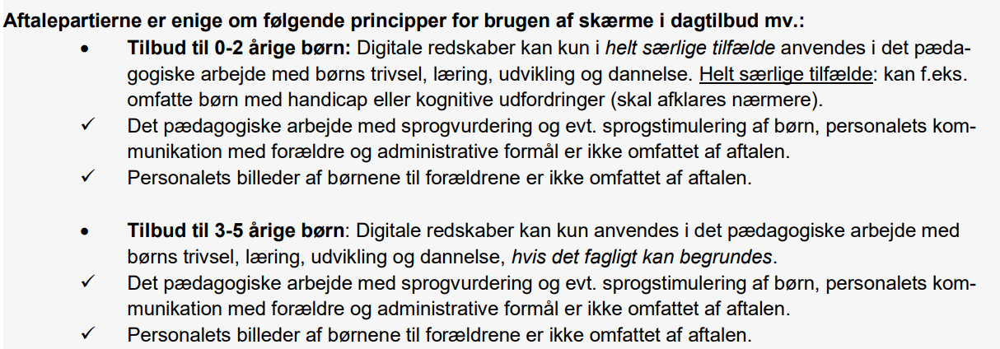 Aftalepartierne er enige om følgende principper for brugen af skærme i dagtilbud mv.:
• Tilbud til 0-2 årige børn: Digitale redskaber kan kun i helt særlige tilfælde anvendes i det pæda-
gogiske arbejde med børns trivsel, læring, udvikling og dannelse. Helt særlige tilfælde: kan f.eks.
omfatte børn med handicap eller kognitive udfordringer (skal afklares nærmere).
✓ Det pædagogiske arbejde med sprogvurdering og evt. sprogstimulering af børn, personalets kom-
munikation med forældre og administrative formål er ikke omfattet af aftalen.
✓ Personalets billeder af børnene til forældrene er ikke omfattet af aftalen.
• Tilbud til 3-5 årige børn: Digitale redskaber kan kun anvendes i det pædagogiske arbejde med
børns trivsel, læring, udvikling og dannelse, hvis det fagligt kan begrundes.
✓ Det pædagogiske arbejde med sprogvurdering og evt. sprogstimulering af børn, personalets kom-
munikation med forældre og administrative formål er ikke omfattet af aftalen.
✓ Personalets billeder af børnene til forældrene er ikke omfattet af aftalen.